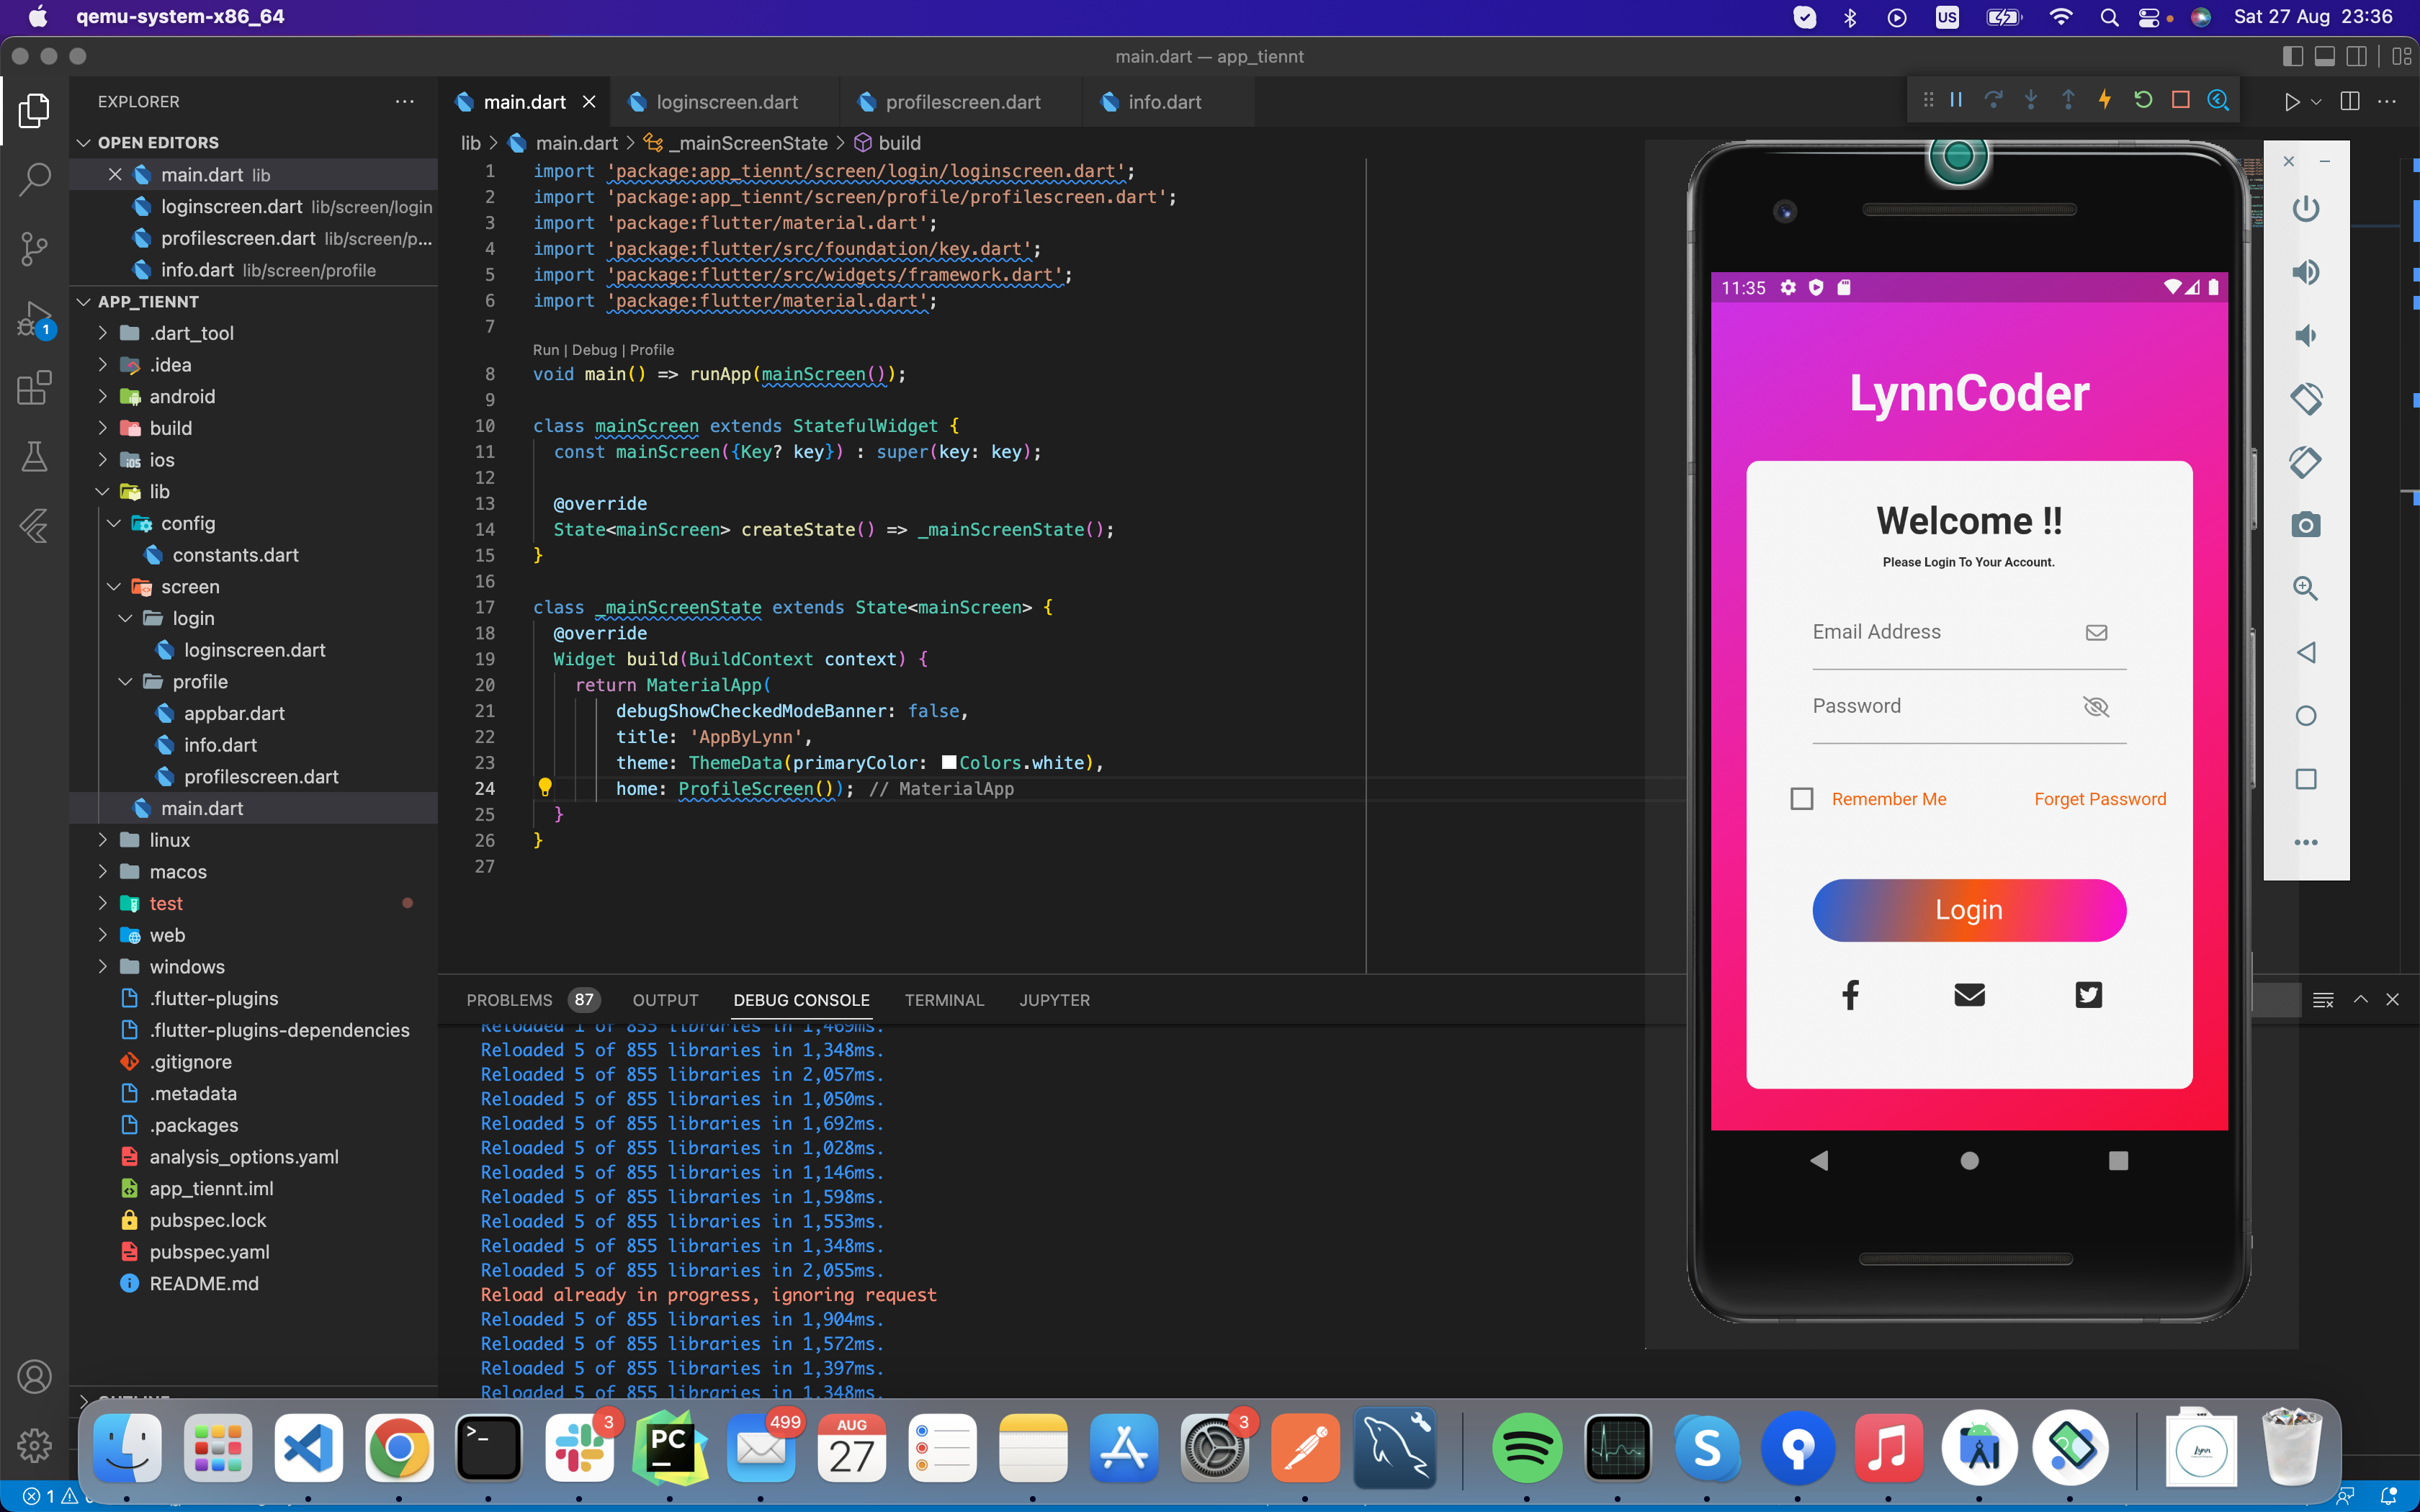 qemu-system-x86_64
US
Sat 27 Aug 23:36
main.dart — app_tiennt
EXPLORER
OPEN EDITORS
main.dart lib
loginscreen.dart lib/screen/login
profilescreen.dart lib/screen/p...
info.dart lib/screen/profile
APP_TIENNT
.dart_tool
.idea
android
build
ios
lib
config
constants.dart
screen
login
loginscreen.dart
profile
appbar.dart
info.dart
profilescreen.dart
main.dart
linux
macos
test
web
windows
.flutter-plugins
.flutter-plugins-dependencies
.gitignore
.metadata
.packages
analysis_options.yaml
app_tiennt.iml
pubspec.lock
pubspec.yaml
README.md
1
main.dart
loginscreen.dart
profilescreen.dart
info.dart
lib > main.dart > _mainScreenState > build
1 import 'package:app_tiennt/screen/login/loginscreen.dart';
2 import 'package:app_tiennt/screen/profile/profilescreen.dart';
3 import 'package:flutter/material.dart';
4 import 'package:flutter/src/foundation/key.dart';
5 import 'package:flutter/src/widgets/framework.dart';
6 import 'package:flutter/material.dart';
7
Run | Debug | Profile
8 void main() => runApp(mainScreen());
9
10 class mainScreen extends StatefulWidget {
11 const mainScreen({Key? key}) : super(key: key);
12
13 @override
14 State<mainScreen> createState() => _mainScreenState();
15 }
16
17 class _mainScreenState extends State<mainScreen> {
18 @override
19 Widget build(BuildContext context) {
20 return MaterialApp(
21 debugShowCheckedModeBanner: false,
22 title: 'AppByLynn',
23 theme: ThemeData(primaryColor: Colors.white),
24 home: ProfileScreen()); // MaterialApp
25 }
26 }
27
PROBLEMS 87 OUTPUT DEBUG CONSOLE TERMINAL JUPYTER
Reloaded 1 of 855 libraries in 1,469ms.
Reloaded 5 of 855 libraries in 1,348ms.
Reloaded 5 of 855 libraries in 2,057ms.
Reloaded 5 of 855 libraries in 1,050ms.
Reloaded 5 of 855 libraries in 1,692ms.
Reloaded 5 of 855 libraries in 1,028ms.
Reloaded 5 of 855 libraries in 1,146ms.
Reloaded 5 of 855 libraries in 1,598ms.
Reloaded 5 of 855 libraries in 1,553ms.
Reloaded 5 of 855 libraries in 1,348ms.
Reloaded 5 of 855 libraries in 2,055ms.
Reload already in progress, ignoring request
Reloaded 5 of 855 libraries in 1,904ms.
Reloaded 5 of 855 libraries in 1,572ms.
Reloaded 5 of 855 libraries in 1,397ms.
Reloaded 5 of 855 libraries in 1,348ms.
11:35
LynnCoder
Welcome !!
Please Login To Your Account.
Email Address
Password
Remember Me
Forget Password
Login
3
PC
499
AUG
27
3
Lynn
1